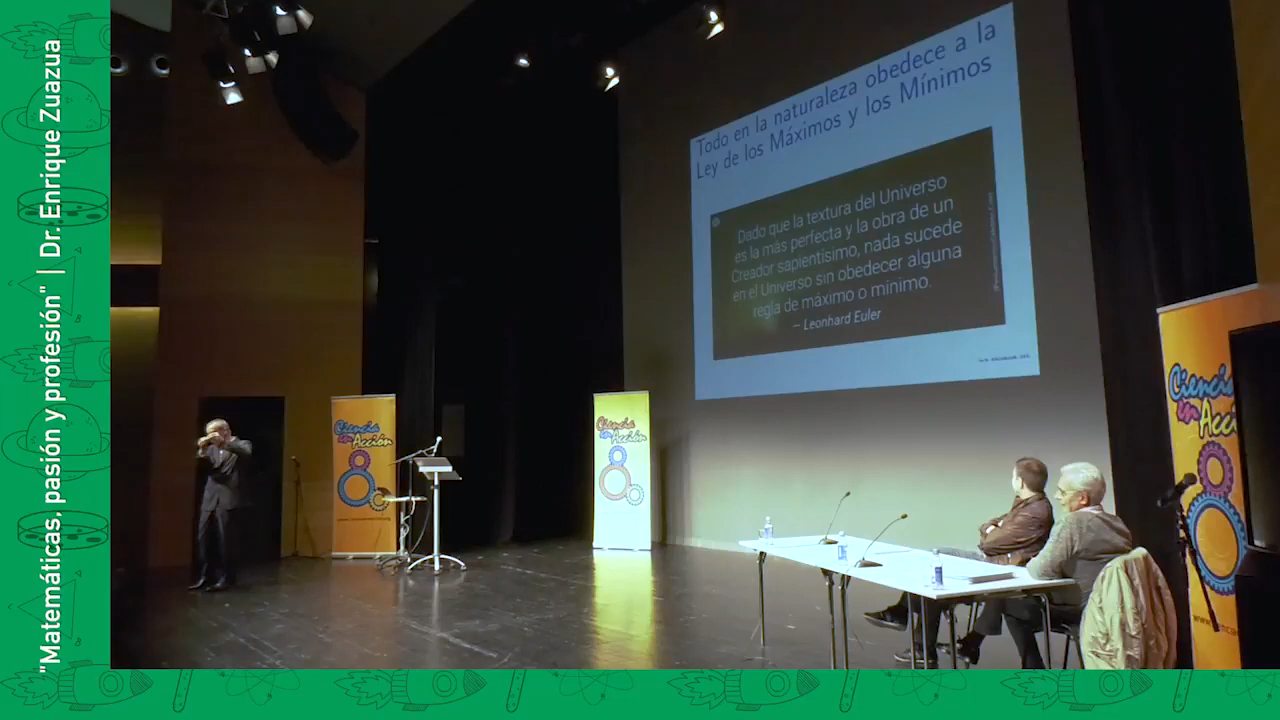 "Matemáticas, pasión y profesión" | Dr. Enrique Zuazua
Todo en la naturaleza obedece a la
Ley de los Máximos y los Mínimos
Dado que la textura del Universo
es la más perfecta y la obra de un
Creador sapientísimo, nada sucede
en el Universo sin obedecer alguna
regla de máximo o mínimo.
– Leonhard Euler
Ciencia
en Acción
Ciencia
en Acción
Ciencia
en Acci